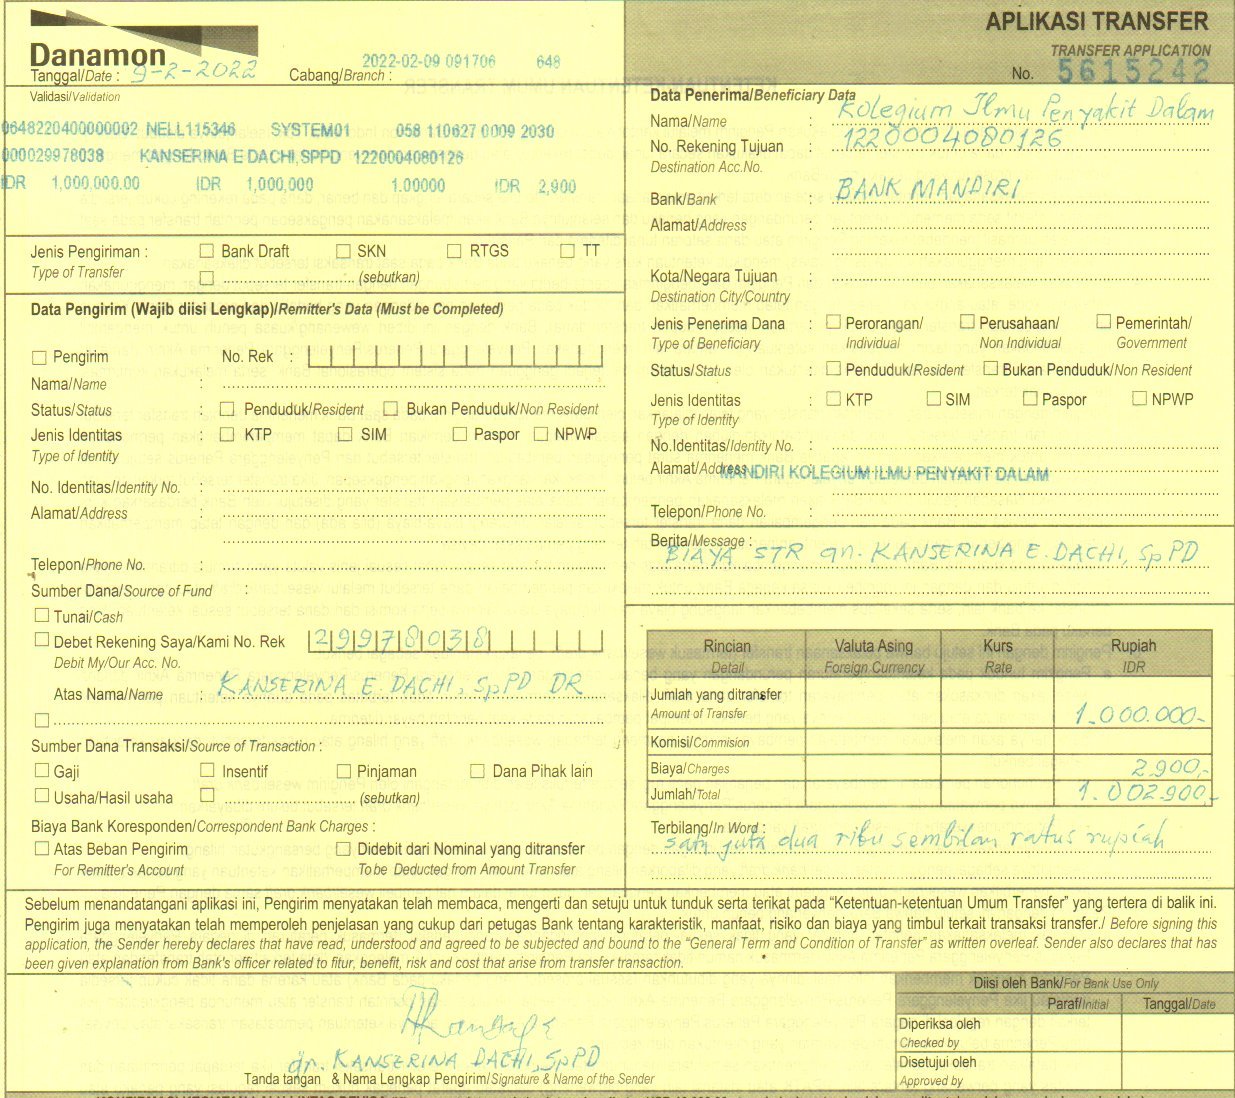 Danamon
Tanggal/Date : 9-2-2022
Cabang/Branch :
2022-02-09 091706 648
Validasi/Validation
0648220400000002 NELL115346 SYSTEM01 058 110627 0009 2030
000029978038 KANSERINA E DACHI,SPPD 1220004080126
IDR 1,000,000.00 IDR 1,000,000 1.00000 IDR 2,900
Jenis Pengiriman :
Type of Transfer
Bank Draft
SKN
RTGS
TT
(sebutkan)
Data Pengirim (Wajib diisi Lengkap)/Remitter's Data (Must be Completed)
Pengirim
No. Rek :
Nama/Name :
Status/Status : Penduduk/Resident Bukan Penduduk/Non Resident
Jenis Identitas : KTP SIM Paspor NPWP
Type of Identity
No. Identitas/Identity No. :
Alamat/Address :
Telepon/Phone No. :
Sumber Dana/Source of Fund :
Tunai/Cash
Debet Rekening Saya/Kami No. Rek 29978038
Debit My/Our Acc. No.
Atas Nama/Name KANSERINA E. DACHI, SpPD DR
Sumber Dana Transaksi/Source of Transaction :
Gaji Insentif Pinjaman Dana Pihak lain
Usaha/Hasil usaha (sebutkan)
Biaya Bank Koresponden/Correspondent Bank Charges :
Atas Beban Pengirim Didebit dari Nominal yang ditransfer
For Remitter's Account To be Deducted from Amount Transfer
APLIKASI TRANSFER
TRANSFER APPLICATION
No. 5615242
Data Penerima/Beneficiary Data
Nama/Name : Kolegium Ilmu Penyakit Dalam
No. Rekening Tujuan : 1220004080126
Destination Acc.No.
Bank/Bank : BANK MANDIRI
Alamat/Address :
Kota/Negara Tujuan :
Destination City/Country
Jenis Penerima Dana : Perorangan/ Perusahaan/ Pemerintah/
Type of Beneficiary Individual Non Individual Government
Status/Status : Penduduk/Resident Bukan Penduduk/Non Resident
Jenis Identitas : KTP SIM Paspor NPWP
Type of Identity
No.Identitas/Identity No. :
Alamat/Address
MANDIRI KOLEGIUM ILMU PENYAKIT DALAM
Telepon/Phone No. :
Berita/Message :
BIAYA STR an. KANSERINA E. DACHI, SpPD
Rincian Valuta Asing Kurs Rupiah
Detail Foreign Currency Rate IDR
Jumlah yang ditransfer
Amount of Transfer 1.000.000-
Komisi/Commision
Biaya/Charges 2.900,-
Jumlah/Total 1.002.900,-
Terbilang/In Word :
satu juta dua ribu sembilan ratus rupiah
Sebelum menandatangani aplikasi ini, Pengirim menyatakan telah membaca, mengerti dan setuju untuk tunduk serta terikat pada “Ketentuan-ketentuan Umum Transfer” yang tertera di balik ini.
Pengirim juga menyatakan telah memperoleh penjelasan yang cukup dari petugas Bank tentang karakteristik, manfaat, risiko dan biaya yang timbul terkait transaksi transfer./ Before signing this
application, the Sender hereby declares that have read, understood and agreed to be subjected and bound to the “General Term and Condition of Transfer” as written overleaf. Sender also declares that has
been given explanation from Bank's officer related to fitur, benefit, risk and cost that arise from transfer transaction.
dr. KANSERINA DACHI, SpPD
Tanda tangan & Nama Lengkap Pengirim/Signature & Name of the Sender
Diisi oleh Bank/For Bank Use Only
Paraf/Initial Tanggal/Date
Diperiksa oleh
Checked by
Disetujui oleh
Approved by